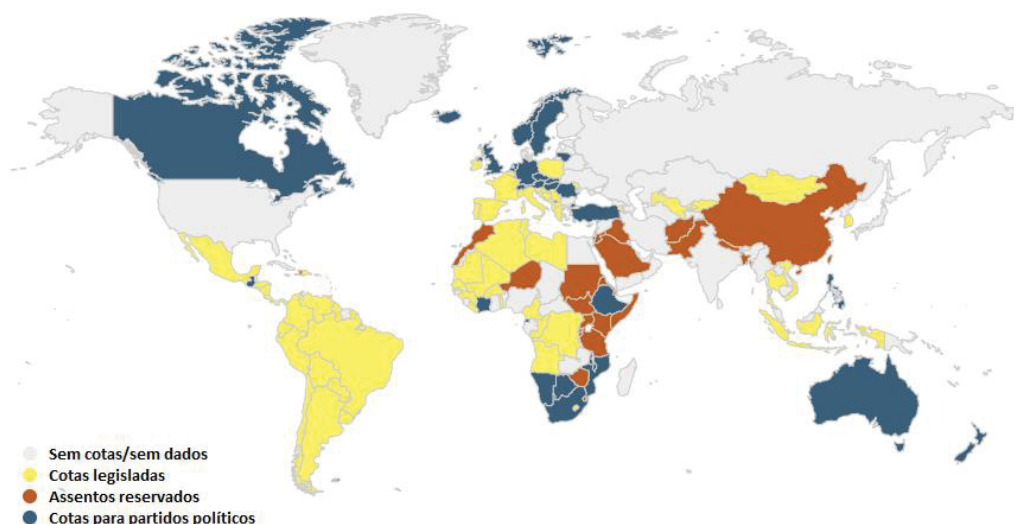 Sem cotas/sem dados
Cotas legisladas
Assentos reservados
Cotas para partidos políticos